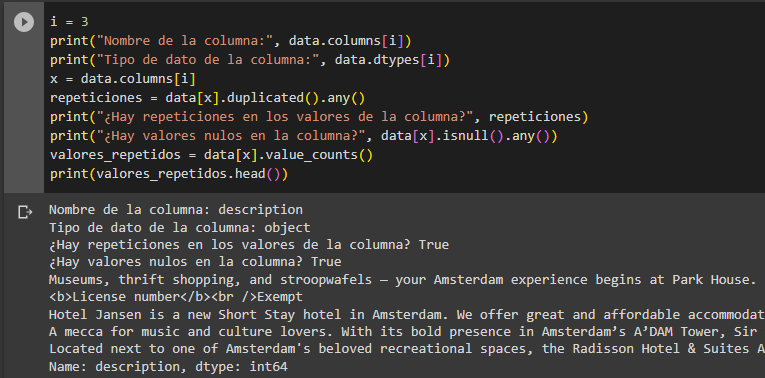 i = 3
print("Nombre de la columna:", data.columns[i])
print("Tipo de dato de la columna:", data.dtypes[i])
x = data.columns[i]
repeticiones = data[x].duplicated().any()
print("¿Hay repeticiones en los valores de la columna?", repeticiones)
print("¿Hay valores nulos en la columna?", data[x].isnull().any())
valores_repetidos = data[x].value_counts()
print(valores_repetidos.head())
Nombre de la columna: description
Tipo de dato de la columna: object
¿Hay repeticiones en los valores de la columna? True
¿Hay valores nulos en la columna? True
Museums, thrift shopping, and stroopwafels – your Amsterdam experience begins at Park House.
<b>License number</b><br />Exempt
Hotel Jansen is a new Short Stay hotel in Amsterdam. We offer great and affordable accommodat
A mecca for music and culture lovers. With its bold presence in Amsterdam’s A’DAM Tower, Sir
Located next to one of Amsterdam's beloved recreational spaces, the Radisson Hotel & Suites A
Name: description, dtype: int64